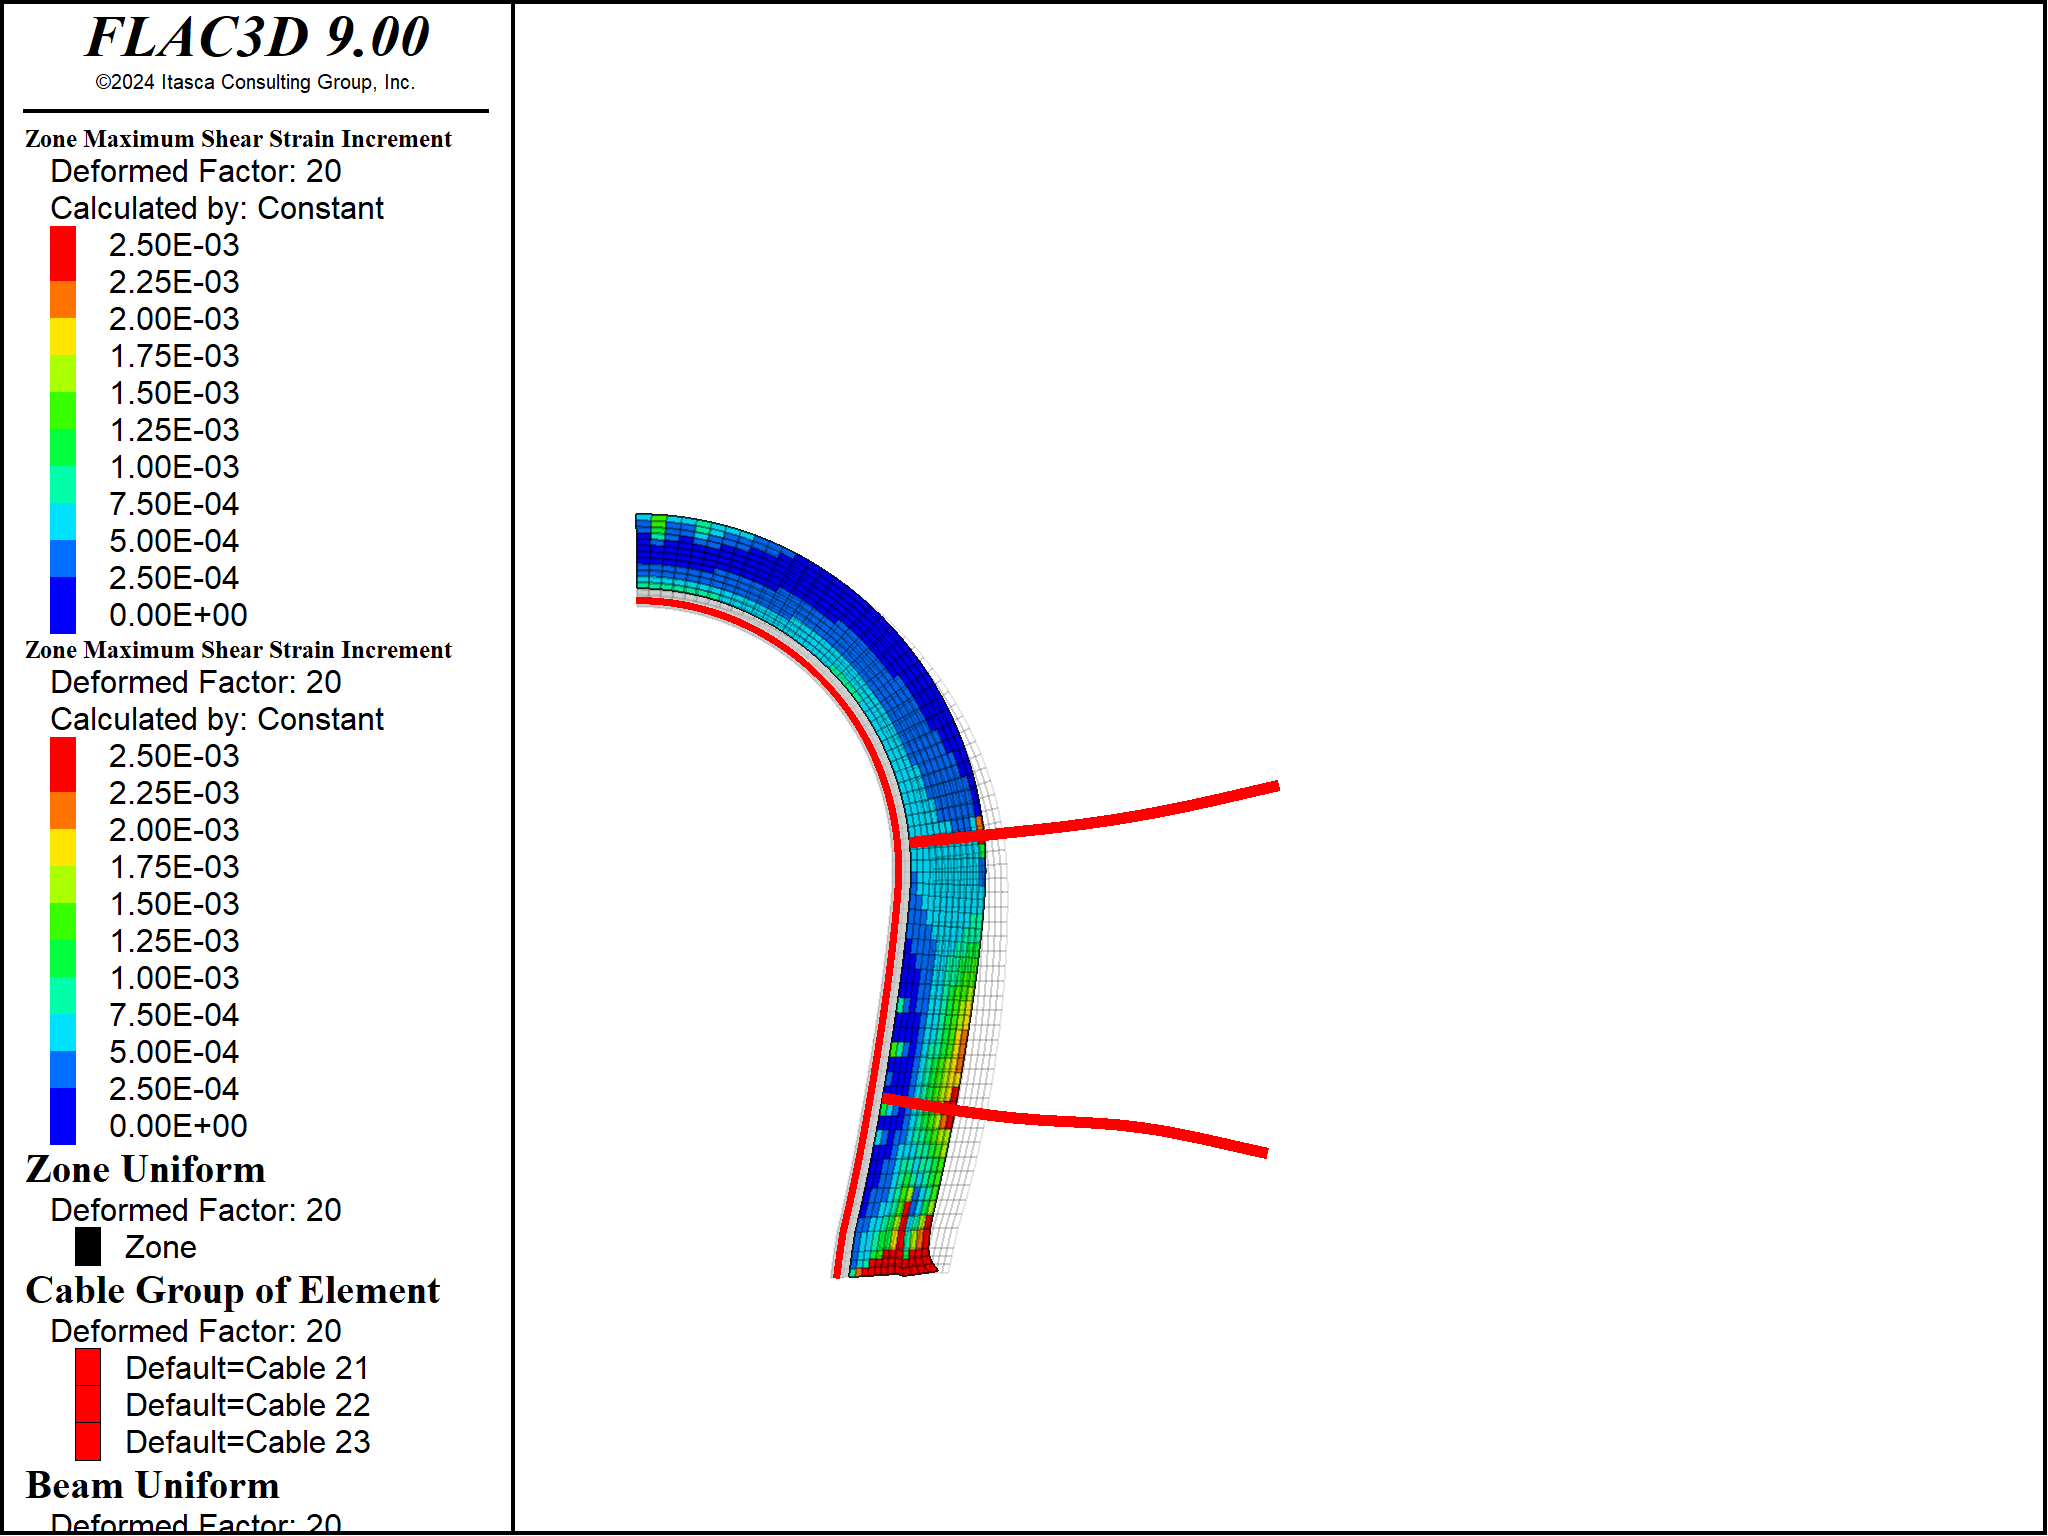 FLAC3D 9.00
©2024 Itasca Consulting Group, Inc.
Zone Maximum Shear Strain Increment
Deformed Factor: 20
Calculated by: Constant
2.50E-03
2.25E-03
2.00E-03
1.75E-03
1.50E-03
1.25E-03
1.00E-03
7.50E-04
5.00E-04
2.50E-04
0.00E+00
Zone Maximum Shear Strain Increment
Deformed Factor: 20
Calculated by: Constant
2.50E-03
2.25E-03
2.00E-03
1.75E-03
1.50E-03
1.25E-03
1.00E-03
7.50E-04
5.00E-04
2.50E-04
0.00E+00
Zone Uniform
Deformed Factor: 20
Zone
Cable Group of Element
Deformed Factor: 20
Default=Cable 21
Default=Cable 22
Default=Cable 23
Beam Uniform
Deformed Factor: 20